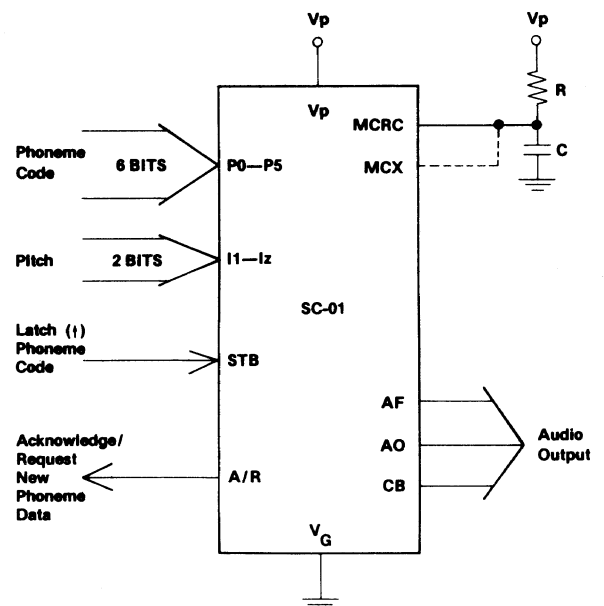 Vp
Vp
Vp
R
MCRC
C
MCX
Phoneme
Code
6 BITS
P0—P5
Pitch
2 BITS
I1—Iz
SC-01
Latch (↑)
Phoneme
Code
STB
AF
AO
CB
Audio
Output
Acknowledge/
Request
New
Phoneme
Data
A/R
VG